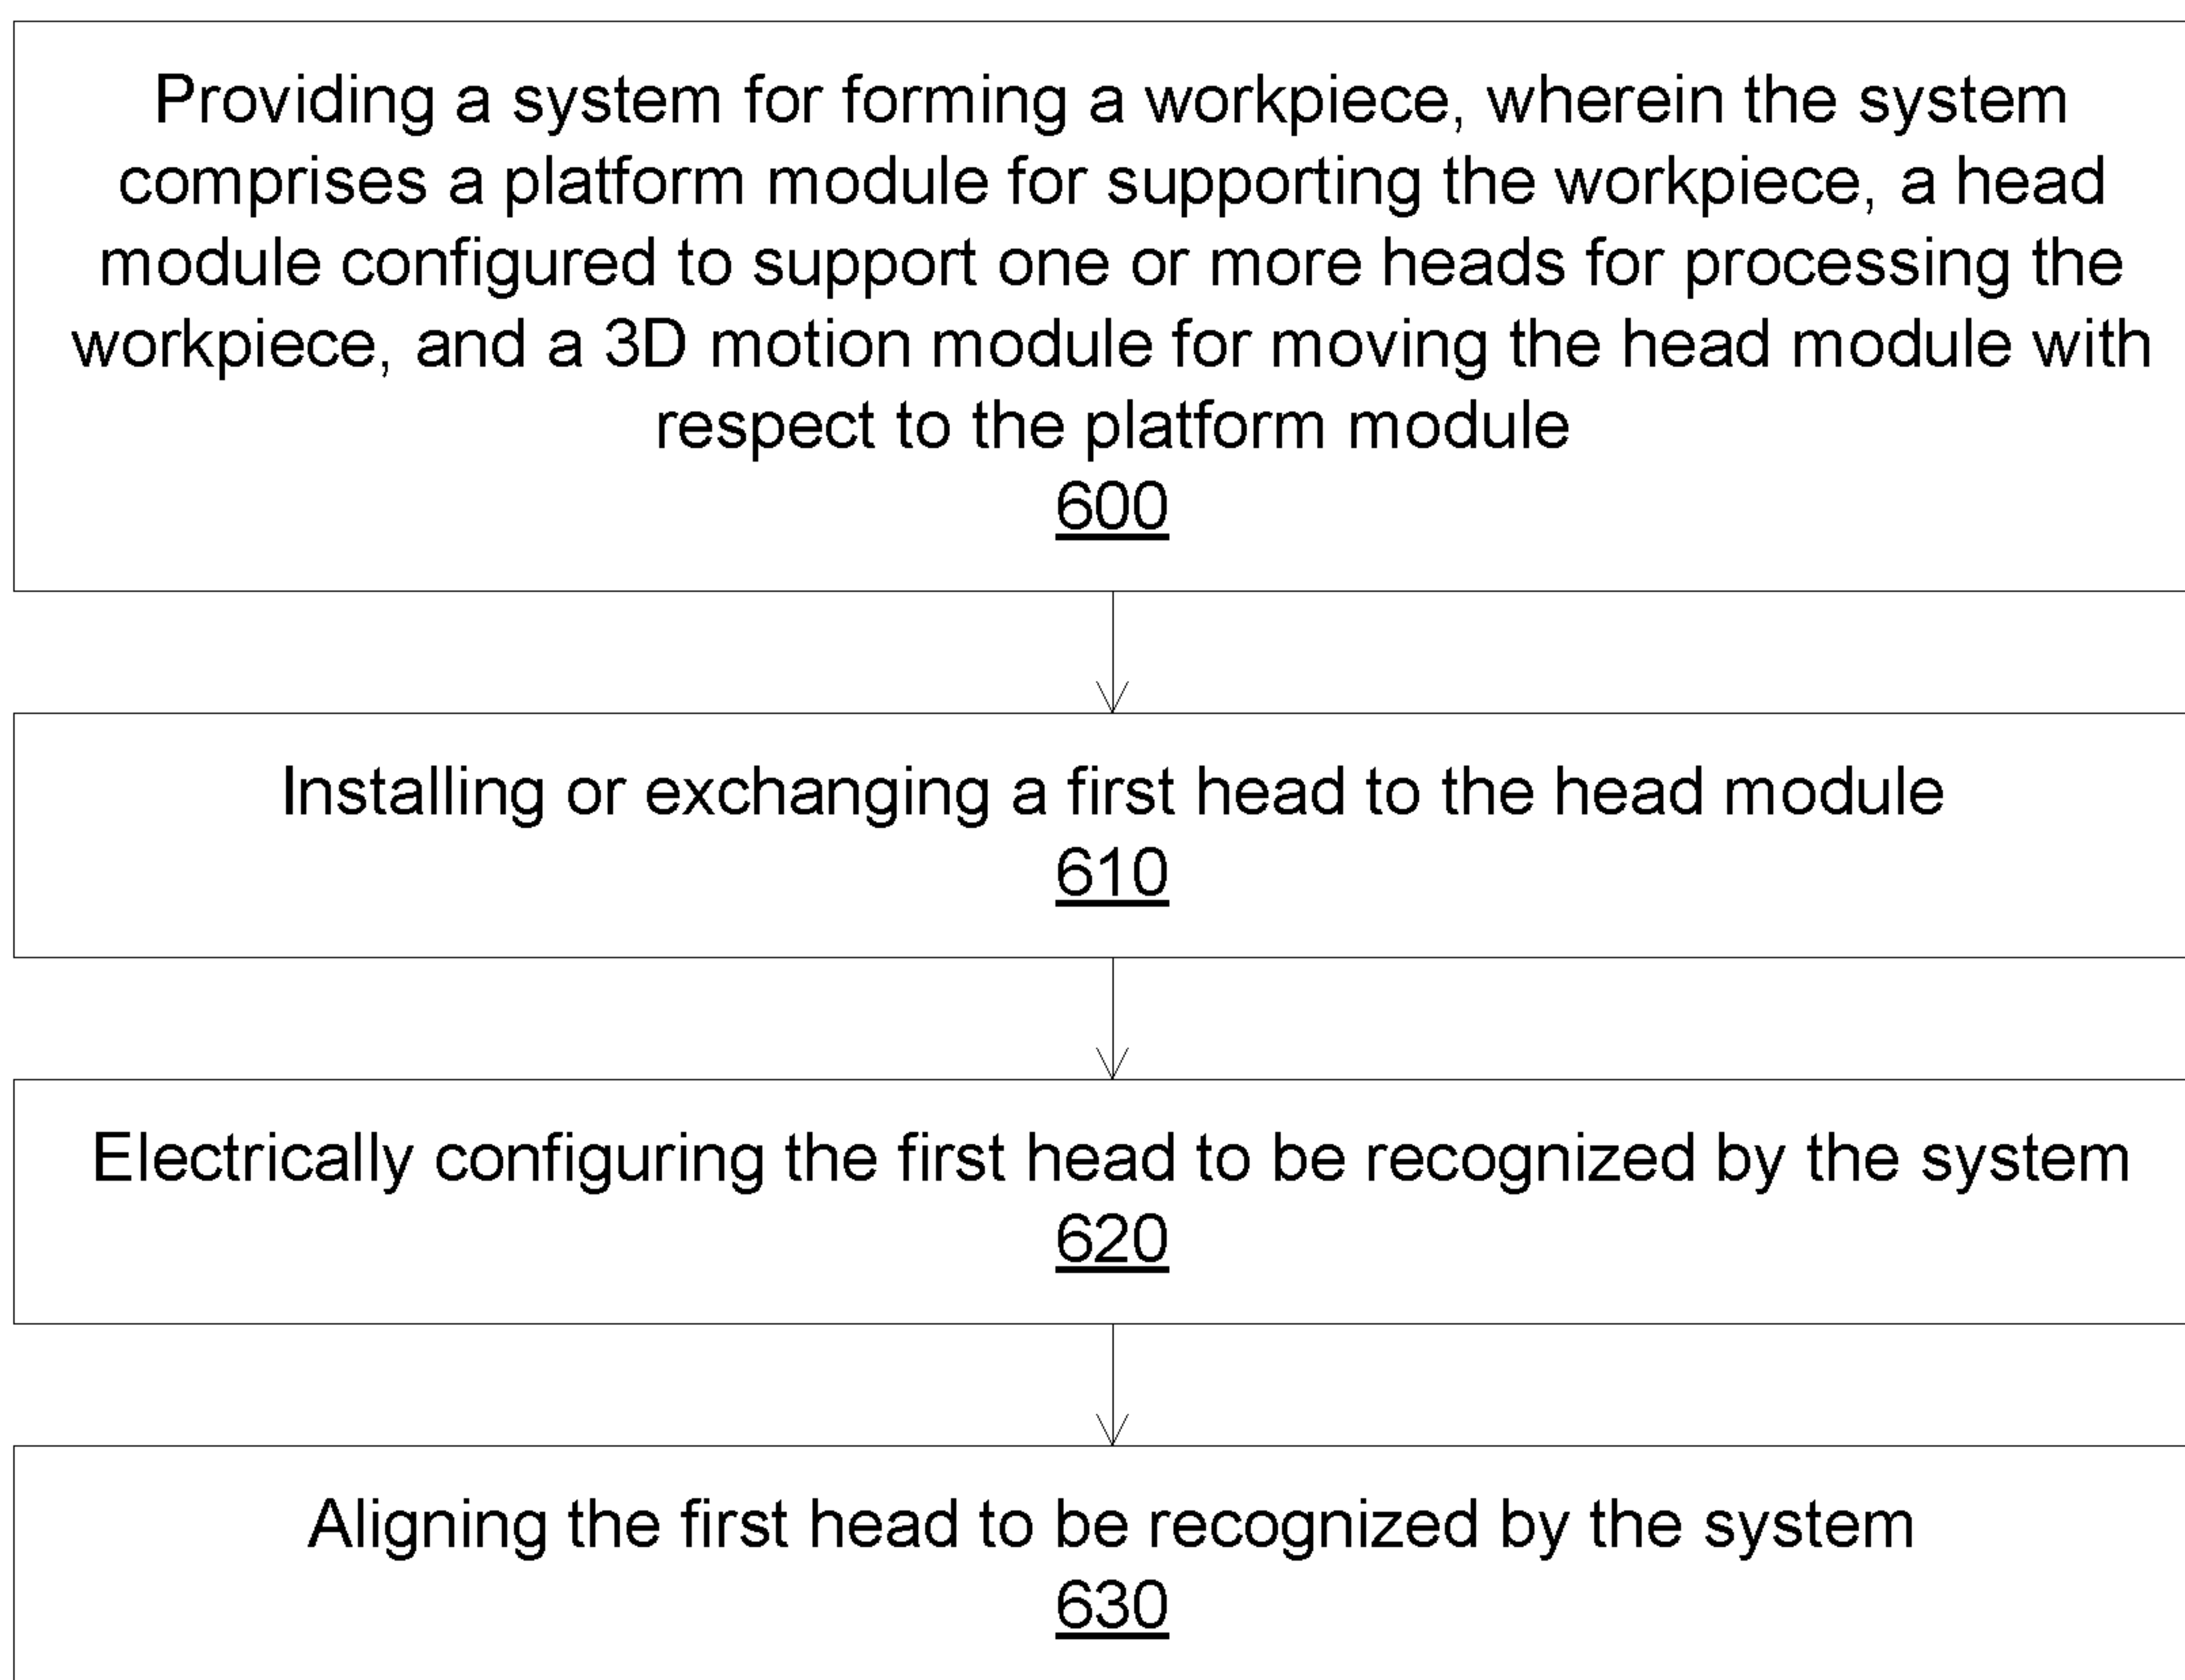 Providing a system for forming a workpiece, wherein the system
comprises a platform module for supporting the workpiece, a head
module configured to support one or more heads for processing the
workpiece, and a 3D motion module for moving the head module with
respect to the platform module
600
Installing or exchanging a first head to the head module
610
Electrically configuring the first head to be recognized by the system
620
Aligning the first head to be recognized by the system
630